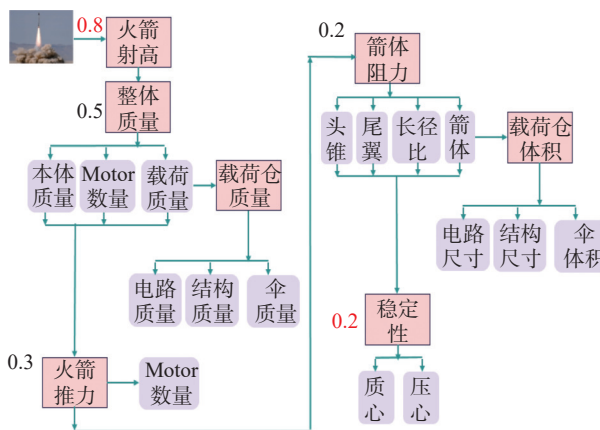 0.8
火箭
射高
0.5
整体
质量
本体
质量
Motor
数量
载荷
质量
载荷仓
质量
电路
质量
结构
质量
伞
质量
0.3
火箭
推力
Motor
数量
0.2
箭体
阻力
头
锥
尾
翼
长径
比
箭
体
载荷仓
体积
电路
尺寸
结构
尺寸
伞
体积
0.2
稳定
性
质
心
压
心